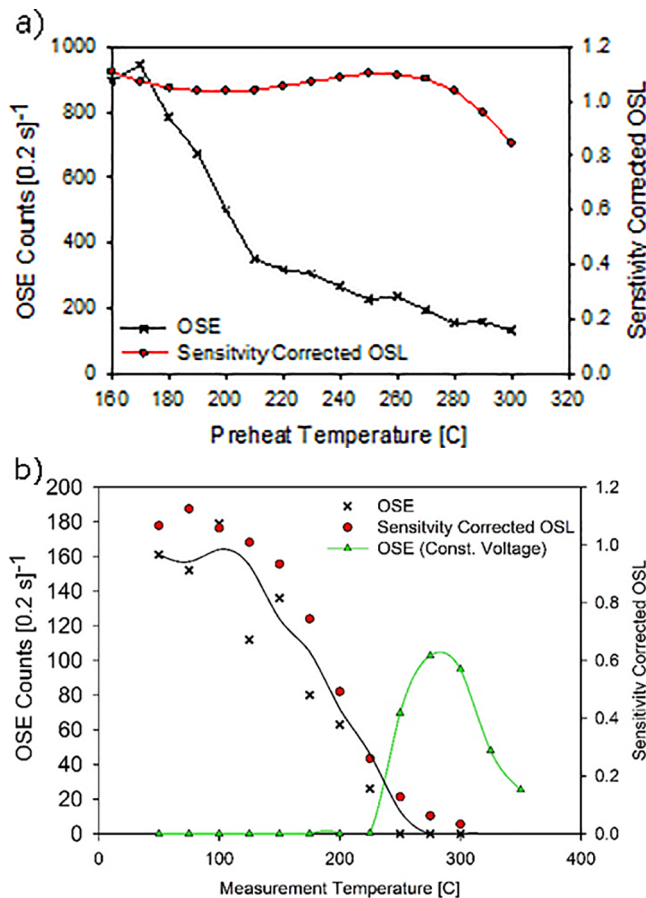 a)
1000
800
600
400
200
0
OSE Counts [0.2 s]-1
1.2
1.0
0.8
0.6
0.4
0.2
0.0
Senstivity Corrected OSL
OSE
Sensitvity Corrected OSL
160 180 200 220 240 260 280 300 320
Preheat Temperature [C]
b)
200
180
160
140
120
100
80
60
40
20
0
OSE Counts [0.2 s]-1
OSE
Sensitvity Corrected OSL
OSE (Const. Voltage)
1.2
1.0
0.8
0.6
0.4
0.2
0.0
Sensitivity Corrected OSL
0 100 200 300 400
Measurement Temperature [C]